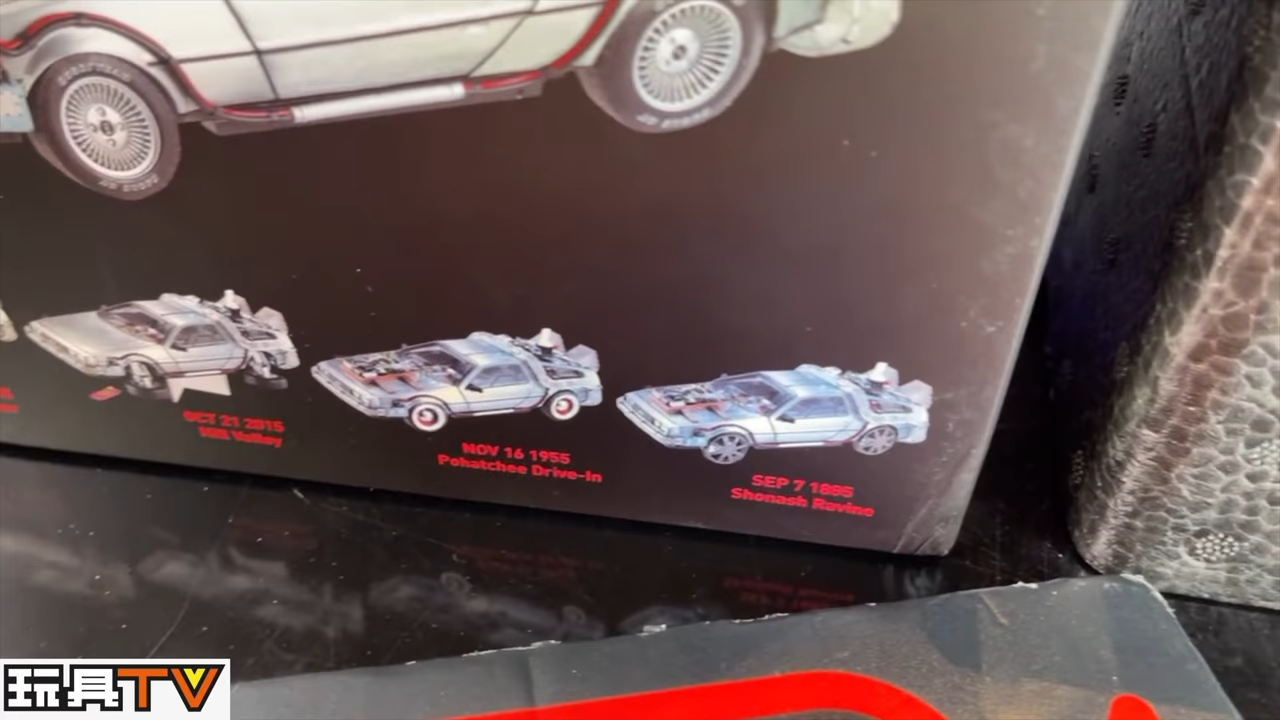 OCT 21 2015
Hill Valley
NOV 16 1955
Pohatchee Drive-In
SEP 7 1885
Shonash Ravine
玩具TV